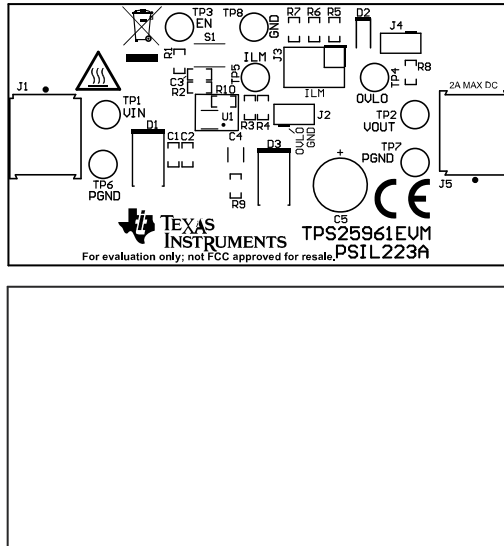 TP3
EN
TP8
GND
R7
R6
R5
D2
J4
R1
S1
ILM
J3
TP5
R8
J1
C3
R2
OVLO
TP4
2A MAX DC
R10
TP1
VIN
U1
J2
ILM
TP2
VOUT
D1
C1
C2
R3
R4
OVLO
GND
C4
D3
TP7
PGND
TP6
PGND
J5
R9
+
C5
CE
TEXAS
INSTRUMENTS
TPS25961EVM
For evaluation only; not FCC approved for resale.
PSIL223A